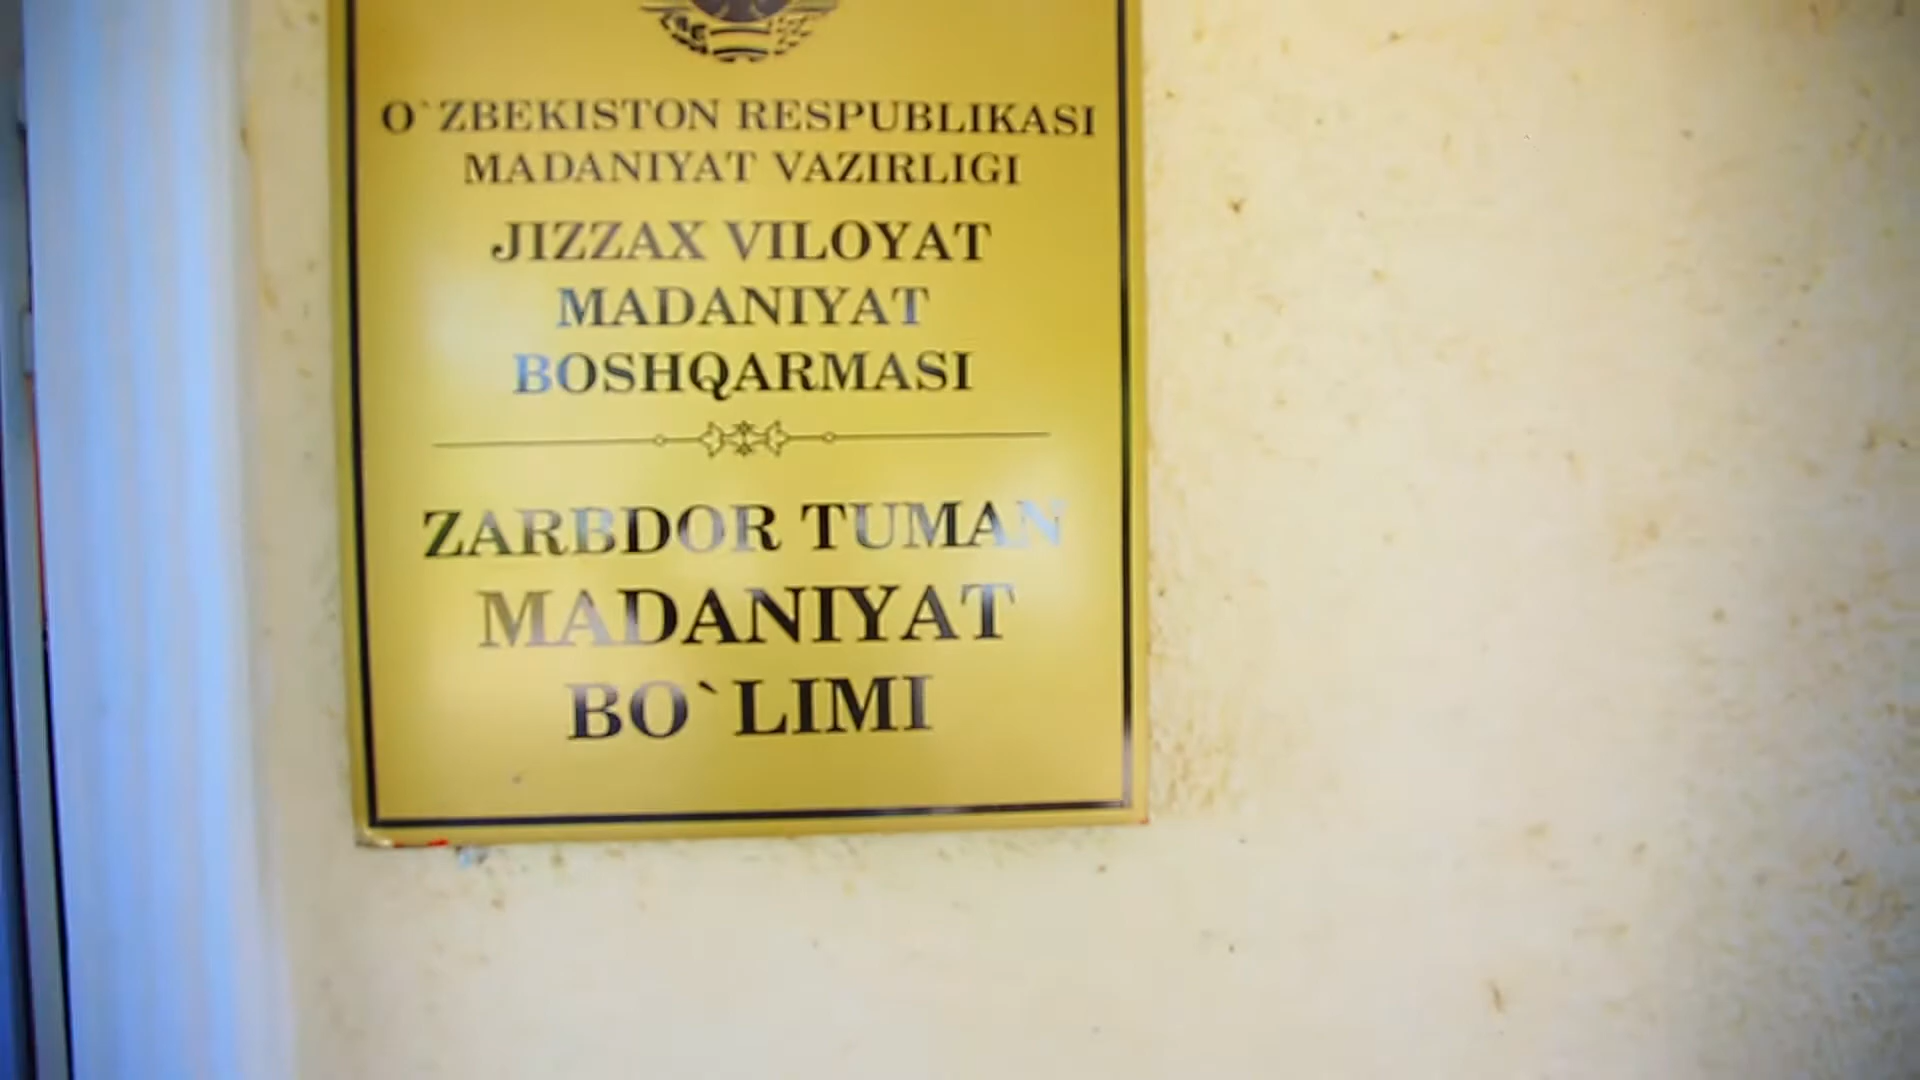 O`ZBEKISTON RESPUBLIKASI
MADANIYAT VAZIRLIGI
JIZZAX VILOYAT
MADANIYAT
BOSHQARMASI
ZARBDOR TUMAN
MADANIYAT
BO`LIMI